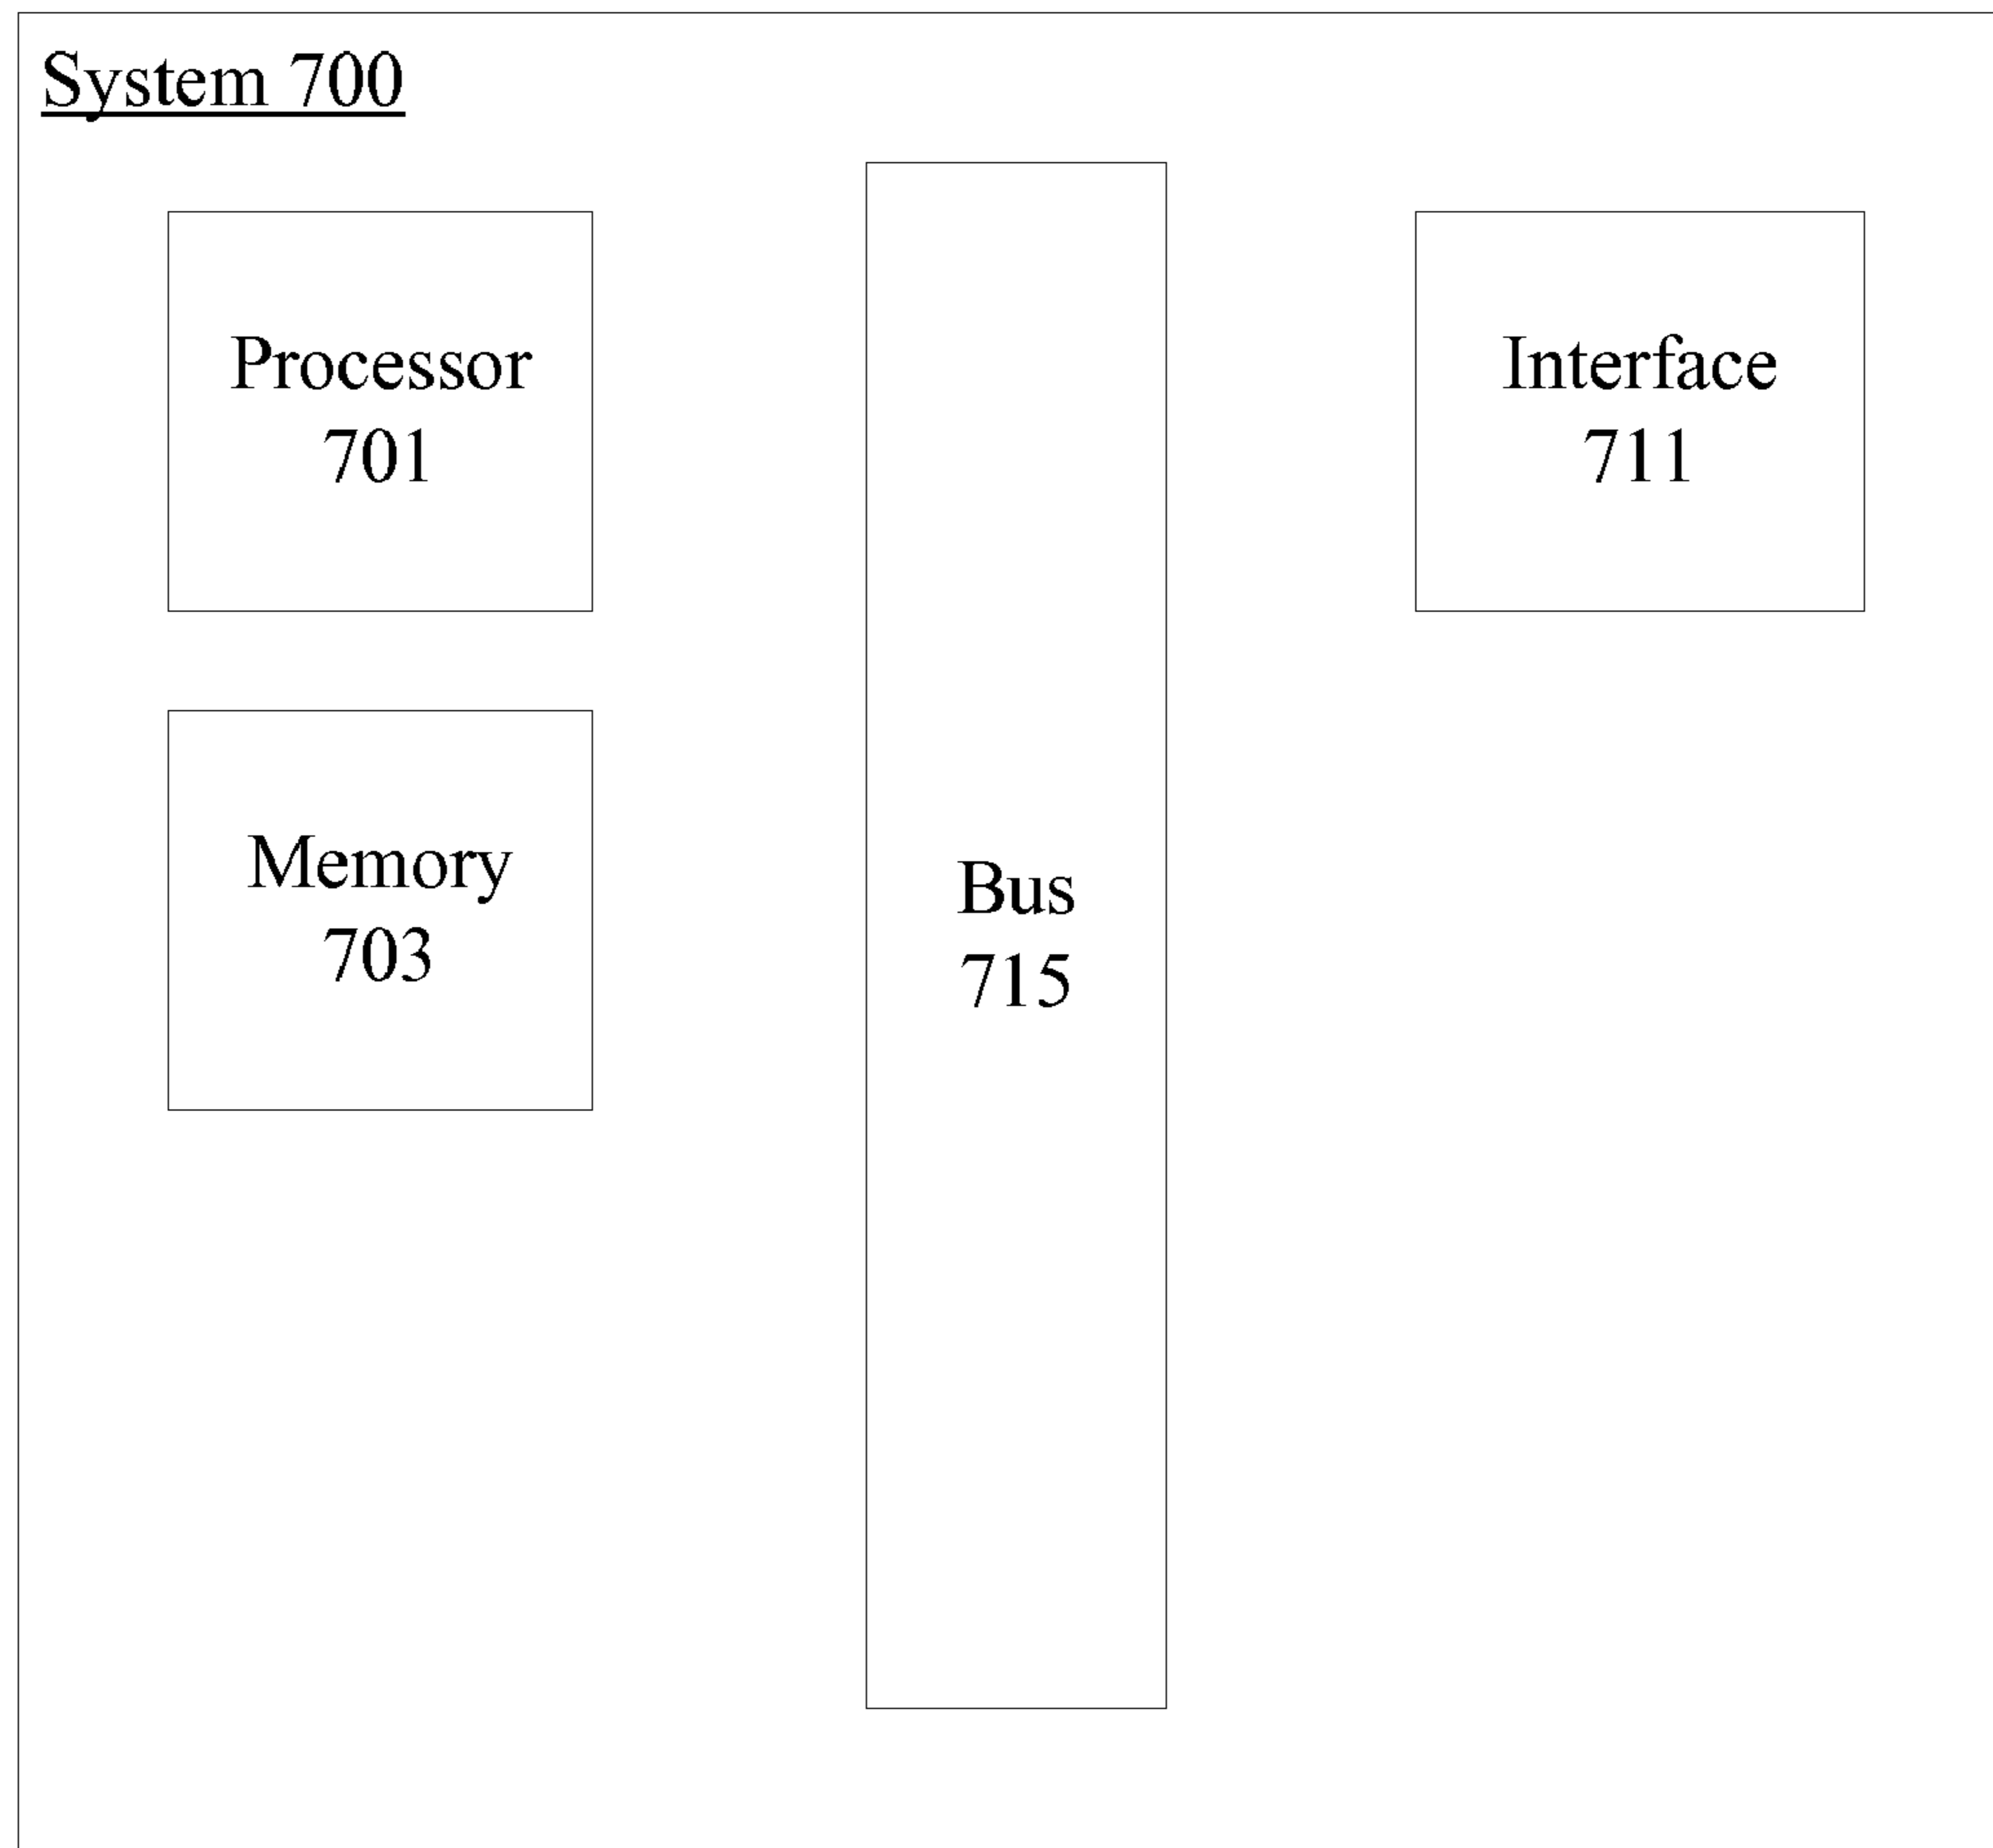 System 700
Processor
701
Interface
711
Memory
703
Bus
715